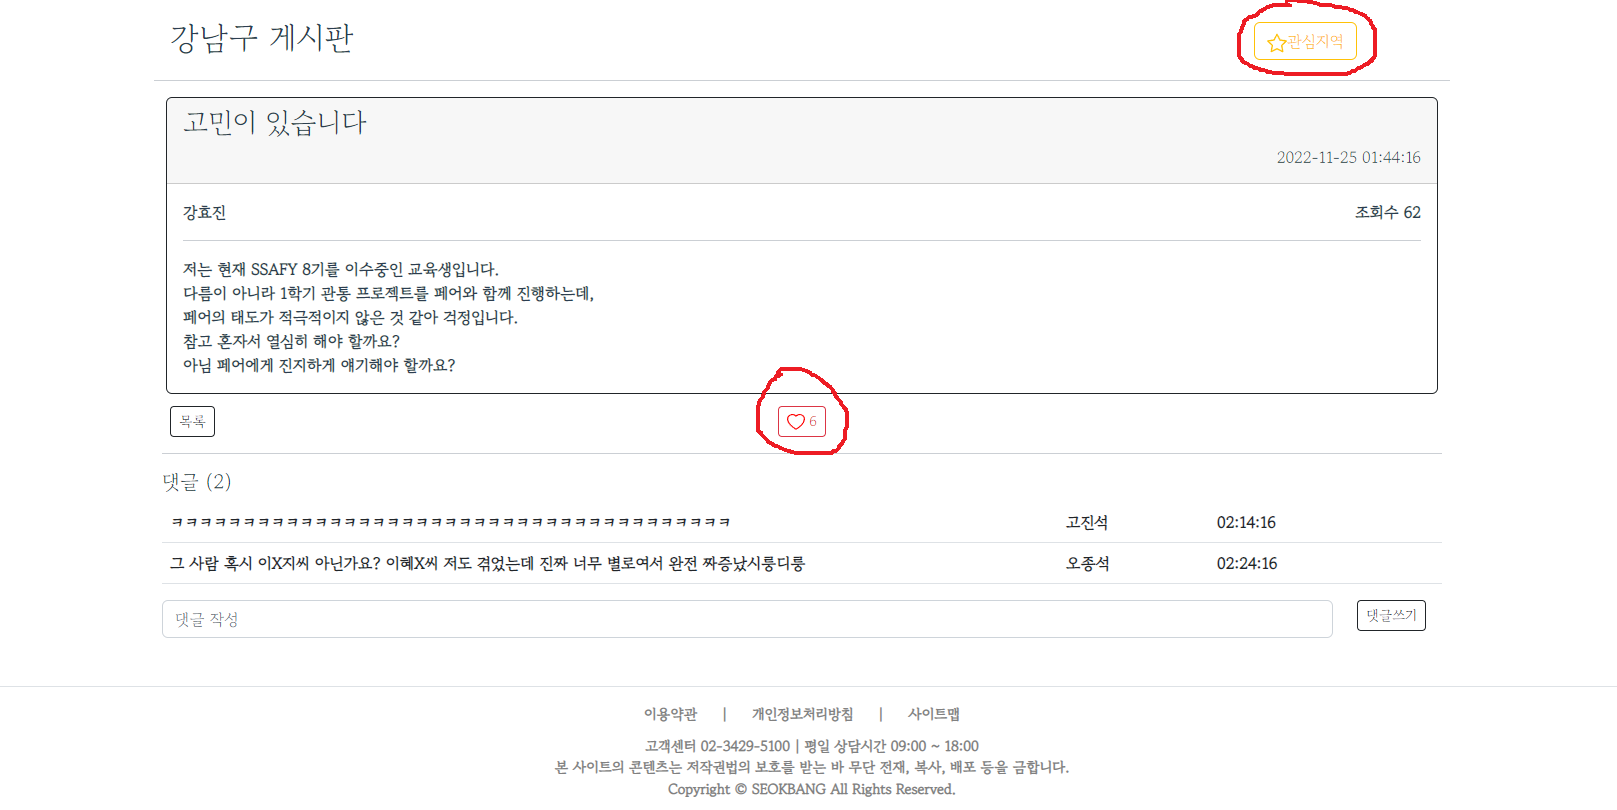 강남구 게시판
관심지역
고민이 있습니다
2022-11-25 01:44:16
강효진 조회수 62
저는 현재 SSAFY 8기를 이수중인 교육생입니다.
다름이 아니라 1학기 관통 프로젝트를 페어와 함께 진행하는데,
페어의 태도가 적극적이지 않은 것 같아 걱정입니다.
참고 혼자서 열심히 해야 할까요?
아님 페어에게 진지하게 얘기해야 할까요?
목록 6
댓글 (2)
ㅋㅋㅋㅋㅋㅋㅋㅋㅋㅋㅋㅋㅋㅋㅋㅋㅋㅋㅋㅋㅋㅋㅋㅋㅋㅋㅋㅋㅋㅋㅋㅋㅋㅋㅋㅋㅋㅋㅋ 고진석 02:14:16
그 사람 혹시 이X지씨 아닌가요? 이혜X씨 저도 겪었는데 진짜 너무 별로여서 완전 짜증났시룽디룽 오종석 02:24:16
댓글 작성 댓글쓰기
이용약관 | 개인정보처리방침 | 사이트맵
고객센터 02-3429-5100 | 평일 상담시간 09:00 ~ 18:00
본 사이트의 콘텐츠는 저작권법의 보호를 받는 바 무단 전재, 복사, 배포 등을 금합니다.
Copyright © SEOKBANG All Rights Reserved.